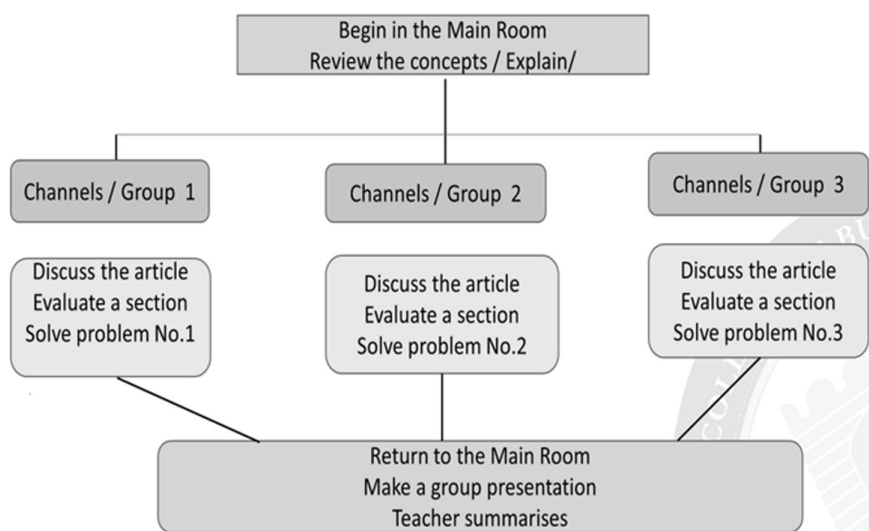 Begin in the Main Room
Review the concepts / Explain/
Channels / Group 1
Channels / Group 2
Channels / Group 3
Discuss the article
Evaluate a section
Solve problem No.1
Discuss the article
Evaluate a section
Solve problem No.2
Discuss the article
Evaluate a section
Solve problem No.3
Return to the Main Room
Make a group presentation
Teacher summarises